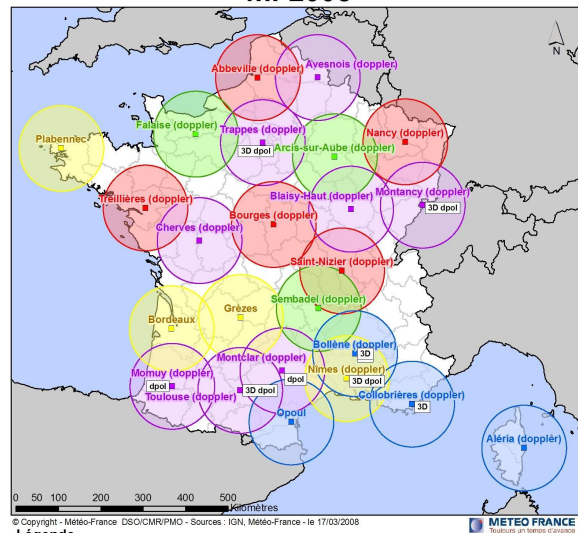 Abbeville (doppler)
Avesnois (doppler)
N
Falaise (doppler)
Trappes (doppler)
Nancy (doppler)
Plabennec
3D dpol
Arcis-sur-Aube (doppler)
Treillières (doppler)
Blaisy-Haut (doppler)
Montancy (doppler)
3D dpol
Bourges (doppler)
Cherves (doppler)
Saint-Nizier (doppler)
Sembadel (doppler)
Bordeaux
Grèzes
Bollène (doppler)
3D
Montclar (doppler)
Momuy (doppler)
dpol
dpol
Nîmes (doppler)
3D dpol
Toulouse (doppler)
3D dpol
Collobrières (doppler)
3D
Opoul
Aléria (doppler)
0 50 100 200 300 400 500
Kilomètres
© Copyright - Météo-France DSO/CMR/PMO - Sources : IGN, Météo-France - le 17/03/2008
METEO FRANCE
Toujours un temps d'avance
Légende